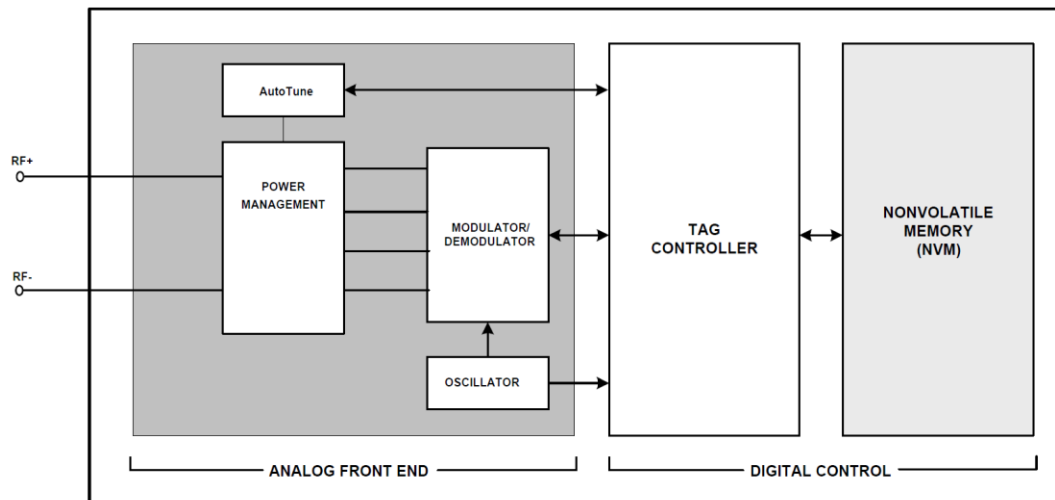 AutoTune
RF+
POWER
MANAGEMENT
MODULATOR/
DEMODULATOR
TAG
CONTROLLER
NONVOLATILE
MEMORY
(NVM)
RF-
OSCILLATOR
ANALOG FRONT END
DIGITAL CONTROL